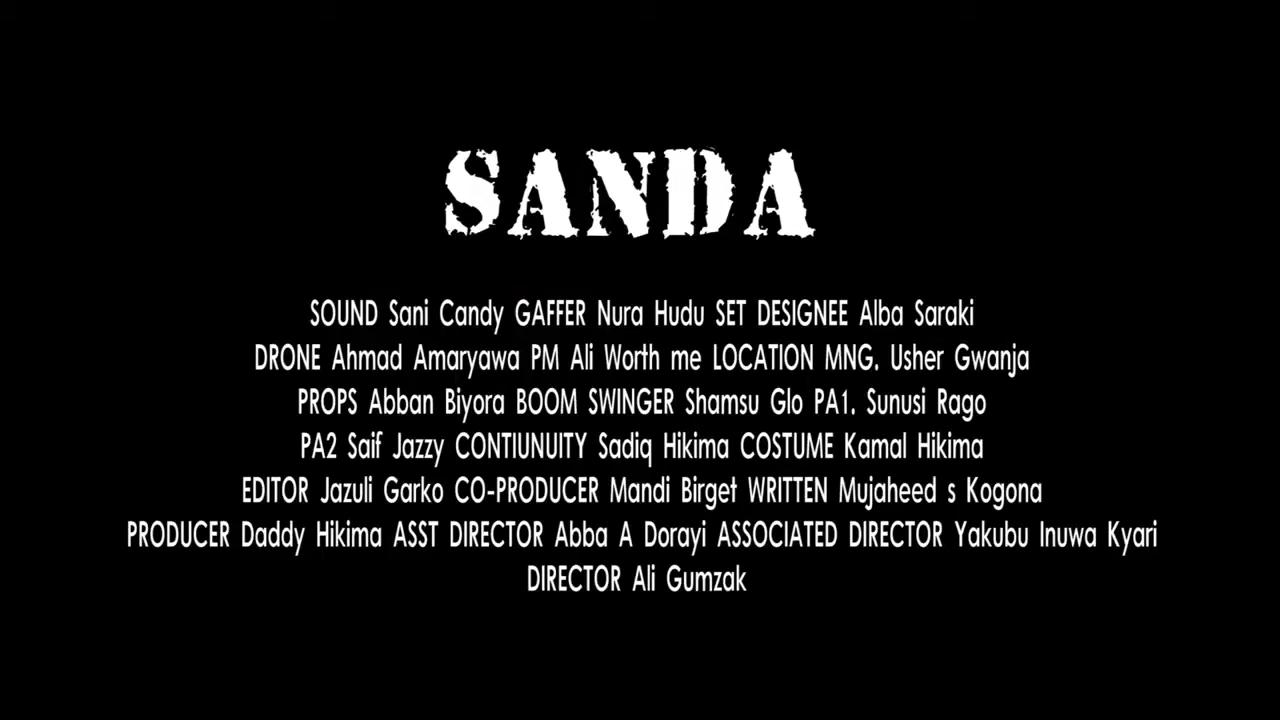 SANDA
SOUND Sani Candy GAFFER Nura Hudu SET DESIGNEE Alba Saraki
DRONE Ahmad Amaryawa PM Ali Worth me LOCATION MNG. Usher Gwanja
PROPS Abban Biyora BOOM SWINGER Shamsu Glo PA1. Sunusi Rago
PA2 Saif Jazzy CONTIUNUITY Sadiq Hikima COSTUME Kamal Hikima
EDITOR Jazuli Garko CO-PRODUCER Mandi Birget WRITTEN Mujaheed s Kogona
PRODUCER Daddy Hikima ASST DIRECTOR Abba A Dorayi ASSOCIATED DIRECTOR Yakubu Inuwa Kyari
DIRECTOR Ali Gumzak